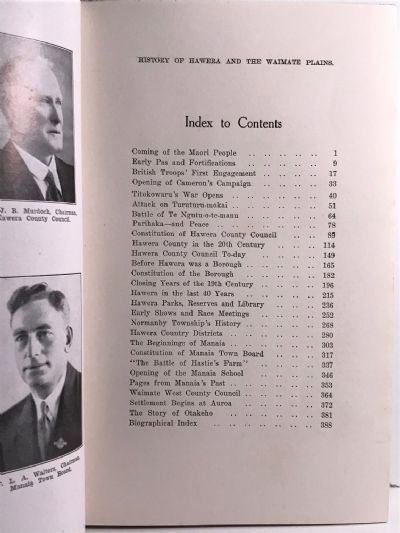 J. B. Murdoch, Chairman,
Hawera County Council.
L. A. Walters, Chairman
Manaia Town Board.
HISTORY OF HAWERA AND THE WAIMATE PLAINS.
Index to Contents
Coming of the Maori People .. .. .. .. .. 1
Early Pas and Fortifications .. .. .. .. 9
British Troops' First Engagement .. .. .. 17
Opening of Cameron's Campaign .. .. .. 33
Titokowaru's War Opens .. .. .. .. .. 40
Attack on Turuturu-mokai .. .. .. .. .. 51
Battle of Te Ngutu-o-te-manu .. .. .. .. 64
Parihaka—and Peace .. .. .. .. .. .. 78
Constitution of Hawera County Council .. .. 89
Hawera County in the 20th Century .. .. .. 114
Hawera County Council To-day .. .. .. .. 149
Before Hawera was a Borough .. .. .. .. 165
Constitution of the Borough .. .. .. .. 182
Closing Years of the 19th Century .. .. .. 196
Hawera in the last 40 Years .. .. .. .. 215
Hawera Parks, Reserves and Library .. .. .. 236
Early Shows and Race Meetings .. .. .. .. 252
Normanby Township's History .. .. .. .. 268
Hawera Country Districts .. .. .. .. .. 280
The Beginnings of Manaia .. .. .. .. .. 303
Constitution of Manaia Town Board .. .. .. 317
"The Battle of Hastie's Farm" .. .. .. .. 337
Opening of the Manaia School .. .. .. .. 346
Pages from Manaia's Past .. .. .. .. .. 353
Waimate West County Council .. .. .. .. 364
Settlement Begins at Auroa .. .. .. .. .. 372
The Story of Otakeho .. .. .. .. .. .. 381
Biographical Index .. .. .. .. .. .. 388